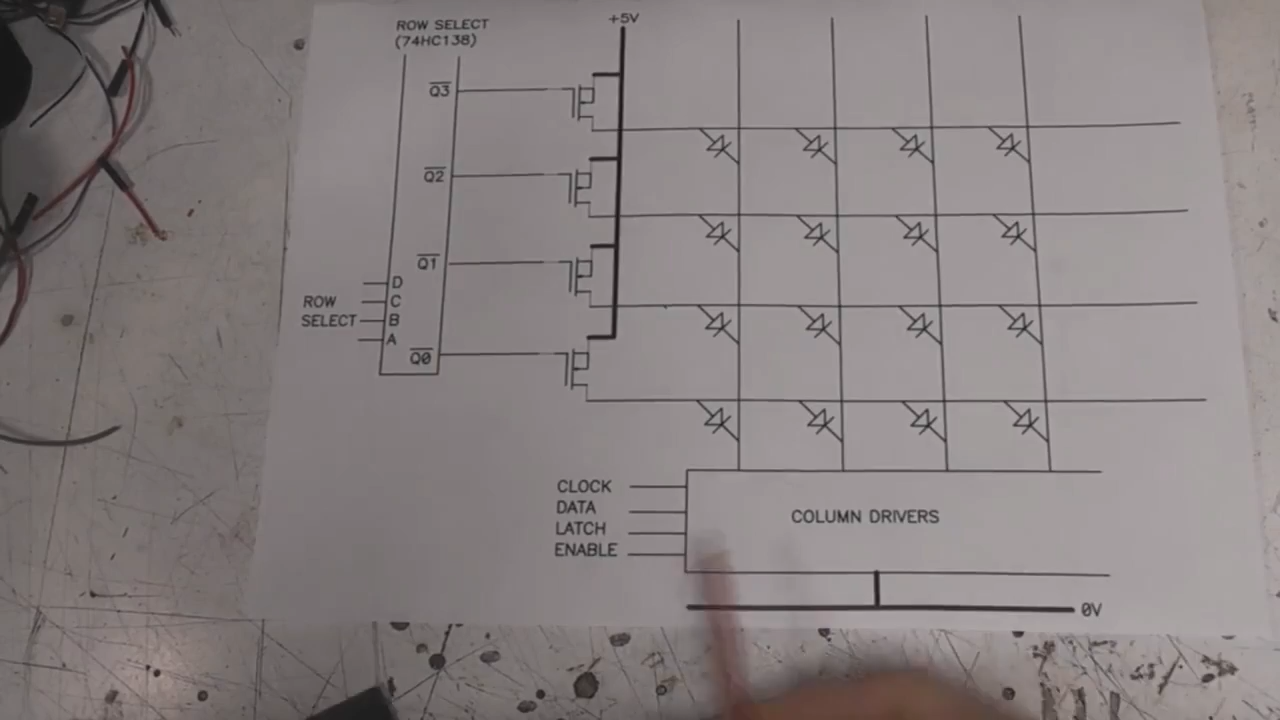 ROW SELECT
(74HC138)
+5V
Q3
Q2
Q1
Q0
D
C
B
A
ROW
SELECT
CLOCK
DATA
LATCH
ENABLE
COLUMN DRIVERS
0V